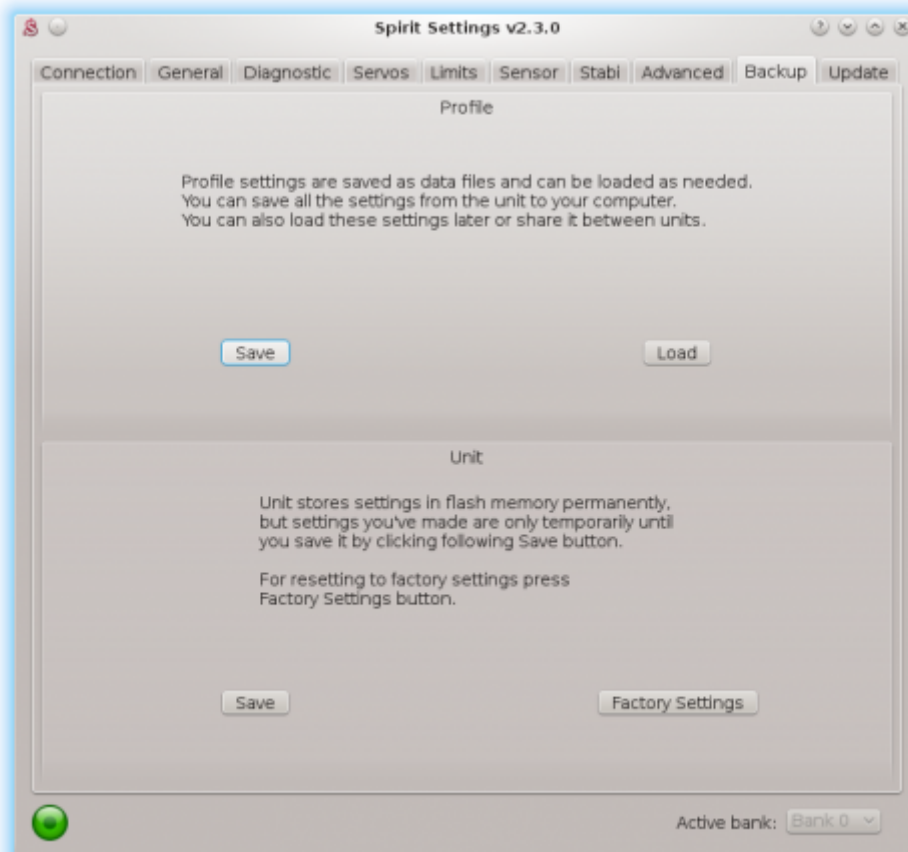 Spirit Settings v2.3.0
Connection General Diagnostic Servos Limits Sensor Stabi Advanced Backup Update
Profile
Profile settings are saved as data files and can be loaded as needed.
You can save all the settings from the unit to your computer.
You can also load these settings later or share it between units.
Save Load
Unit
Unit stores settings in flash memory permanently,
but settings you've made are only temporarily until
you save it by clicking following Save button.
For resetting to factory settings press
Factory Settings button.
Save Factory Settings
Active bank: Bank 0